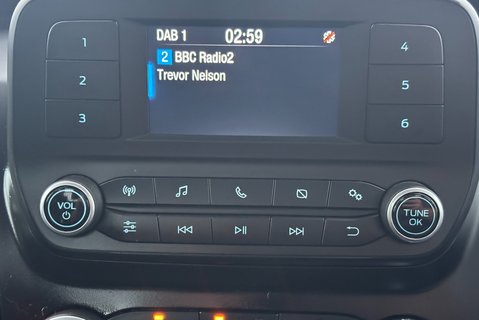 DAB 1 02:59
2 BBC Radio2
Trevor Nelson
1
2
3
4
5
6
VOL
TUNE
OK